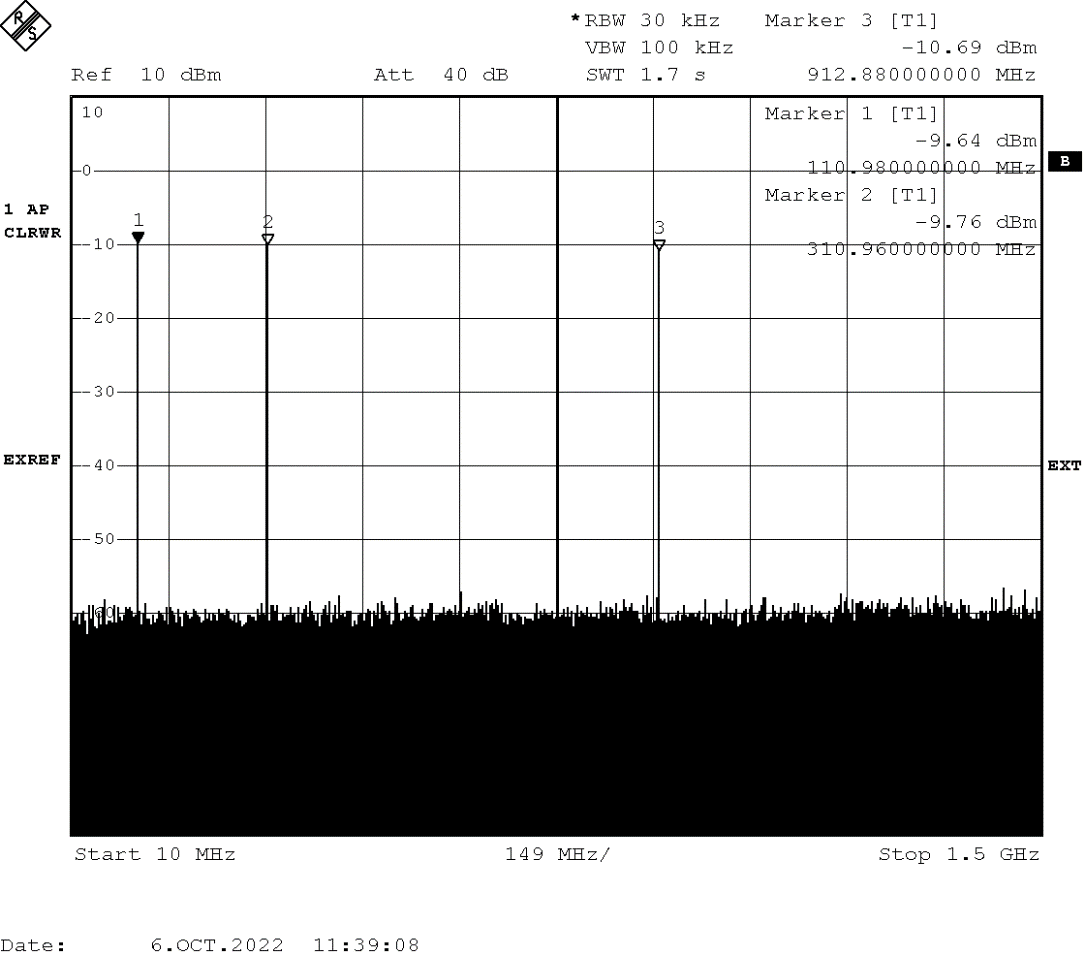 R
S
*RBW 30 kHz Marker 3 [T1]
VBW 100 kHz -10.69 dBm
Ref 10 dBm Att 40 dB SWT 1.7 s 912.880000000 MHz
10 Marker 1 [T1]
-9.64 dBm
B
-0 110.980000000 MHz
Marker 2 [T1]
1 AP
1 2 -9.76 dBm
CLRWR 3
-10 310.960000000 MHz
-20
-30
EXREF
-40 EXT
-50
-60
Start 10 MHz 149 MHz/ Stop 1.5 GHz
Date: 6.OCT.2022 11:39:08